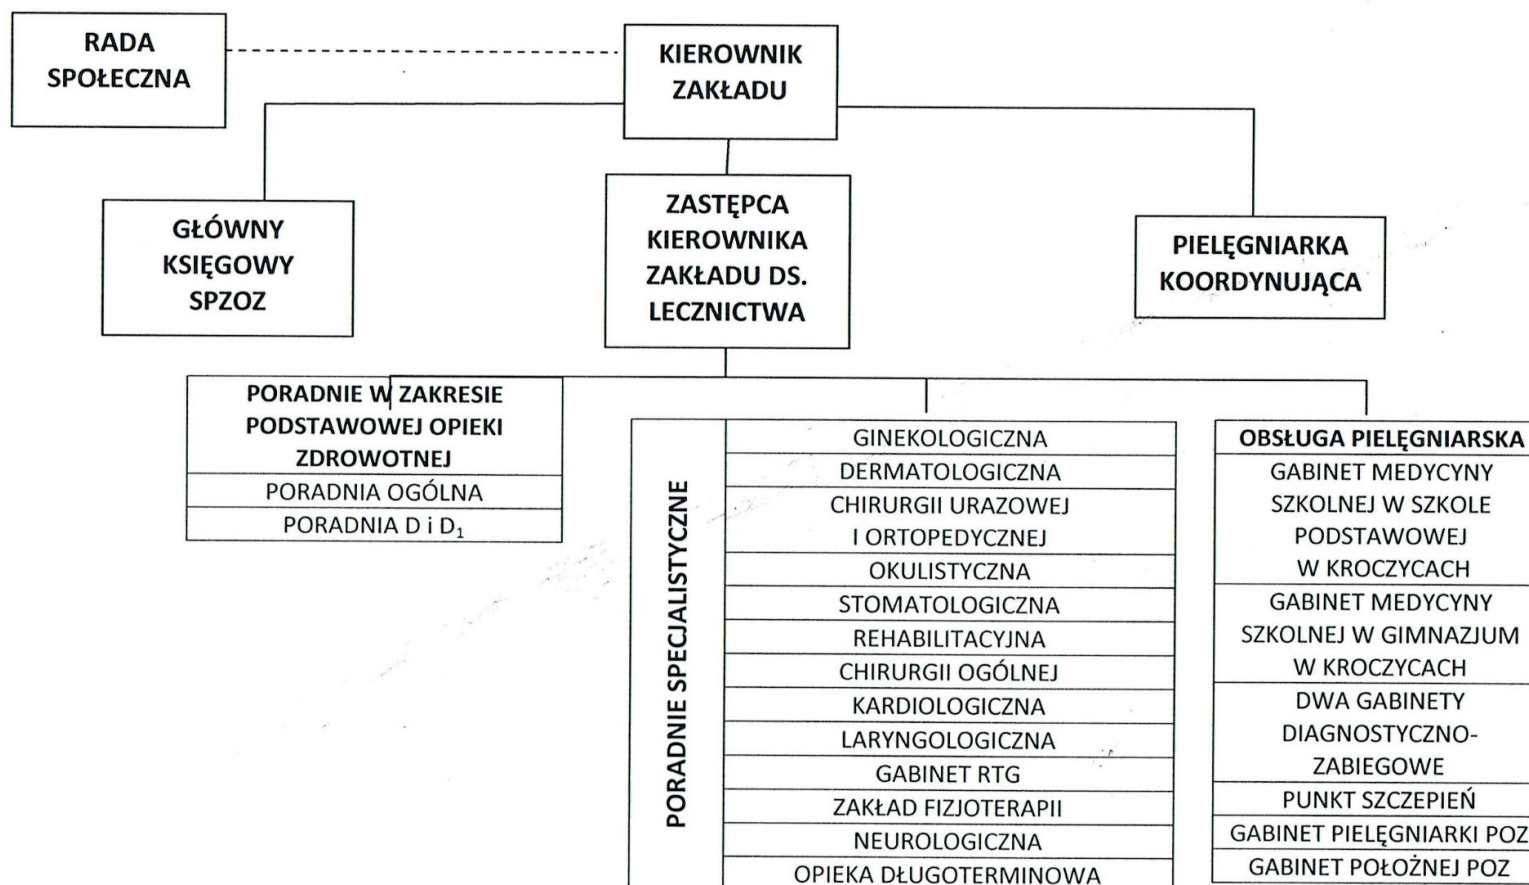 RADA
SPOŁECZNA
KIEROWNIK
ZAKŁADU
GŁÓWNY
KSIĘGOWY
SPZOZ
ZASTĘPCA
KIEROWNIKA
ZAKŁADU DS.
LECZNICTWA
PIELĘGNIARKA
KOORDYNUJĄCA
PORADNIE W ZAKRESIE
PODSTAWOWEJ OPIEKI
ZDROWOTNEJ
PORADNIA OGÓLNA
PORADNIA D i D₁
PORADNIE SPECJALISTYCZNE
GINEKOLOGICZNA
DERMATOLOGICZNA
CHIRURGII URAZOWEJ
I ORTOPEDYCZNEJ
OKULISTYCZNA
STOMATOLOGICZNA
REHABILITACYJNA
CHIRURGII OGÓLNEJ
KARDIOLOGICZNA
LARYNGOLOGICZNA
GABINET RTG
ZAKŁAD FIZJOTERAPII
NEUROLOGICZNA
OPIEKA DŁUGOTERMINOWA
OBSŁUGA PIELĘGNIARSKA
GABINET MEDYCYNY
SZKOLNEJ W SZKOLE
PODSTAWOWEJ
W KROCZYCACH
GABINET MEDYCYNY
SZKOLNEJ W GIMNAZJUM
W KROCZYCACH
DWA GABINETY
DIAGNOSTYCZNO-
ZABIEGOWE
PUNKT SZCZEPIEŃ
GABINET PIELĘGNIARKI POZ
GABINET POŁOŻNEJ POZ